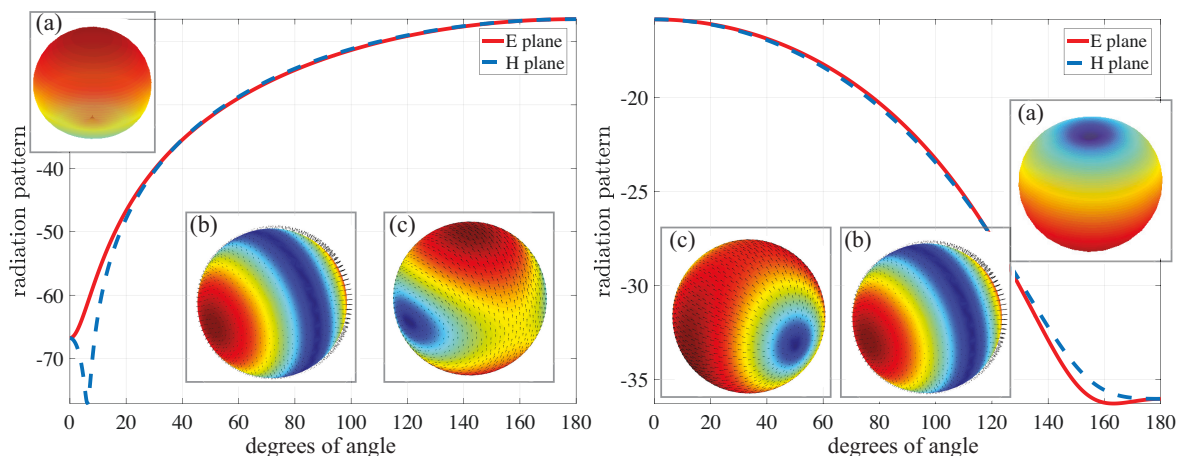 (a)
E plane
H plane
radiation pattern
-40
-50
-60
-70
(b)
(c)
0
20
40
60
80
100
120
140
160
180
degrees of angle
E plane
H plane
(a)
radiation pattern
-20
-25
-30
-35
(c)
(b)
0
20
40
60
80
100
120
140
160
180
degrees of angle